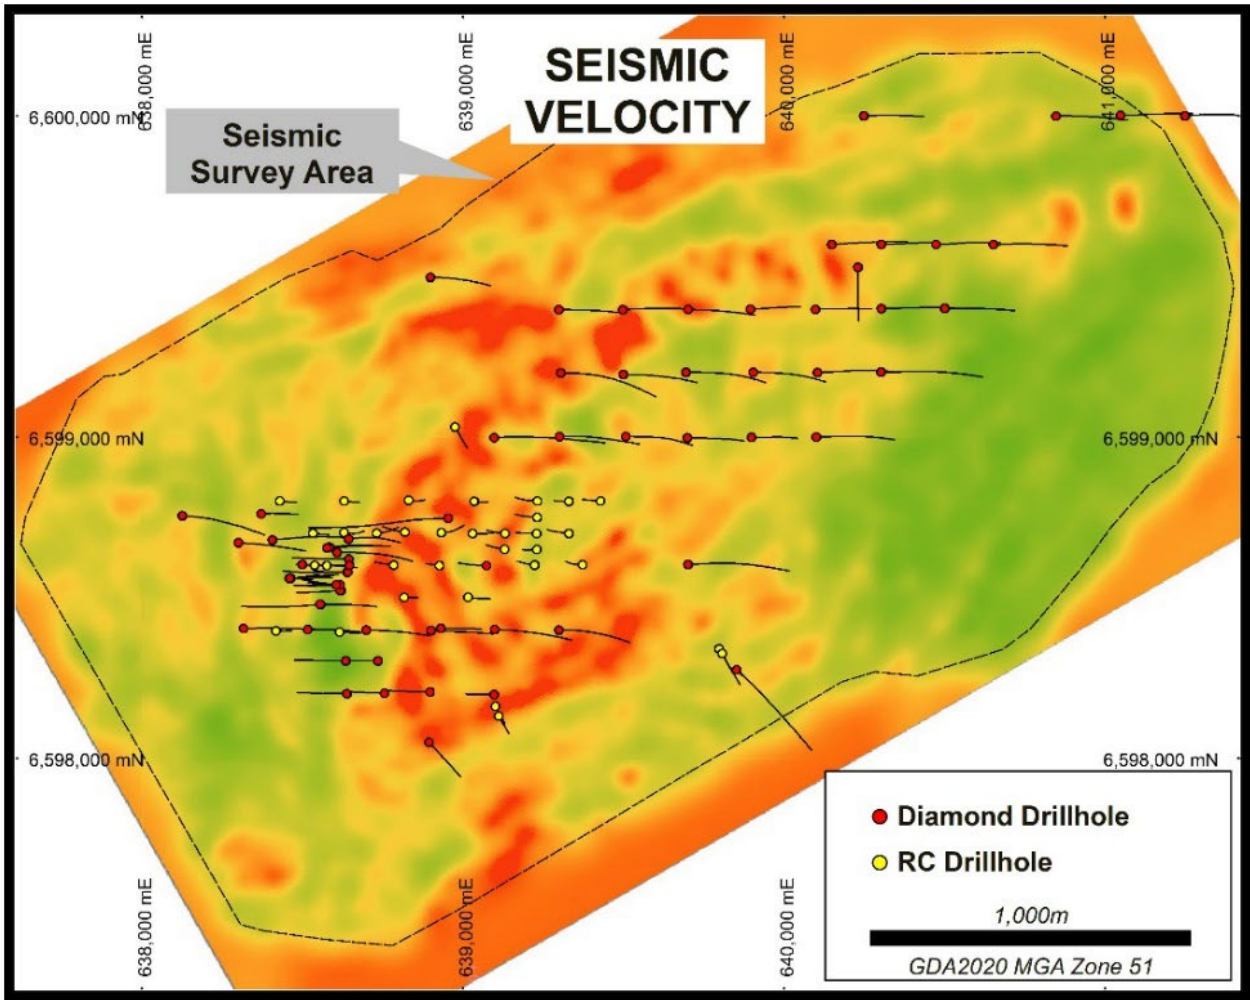 638,000 mE
639,000 mE
640,000 mE
641,000 mE
SEISMIC
VELOCITY
6,600,000 mN
Seismic
Survey Area
6,599,000 mN
6,599,000 mN
6,598,000 mN
6,598,000 mN
638,000 mE
639,000 mE
640,000 mE
Diamond Drillhole
RC Drillhole
1,000m
GDA2020 MGA Zone 51